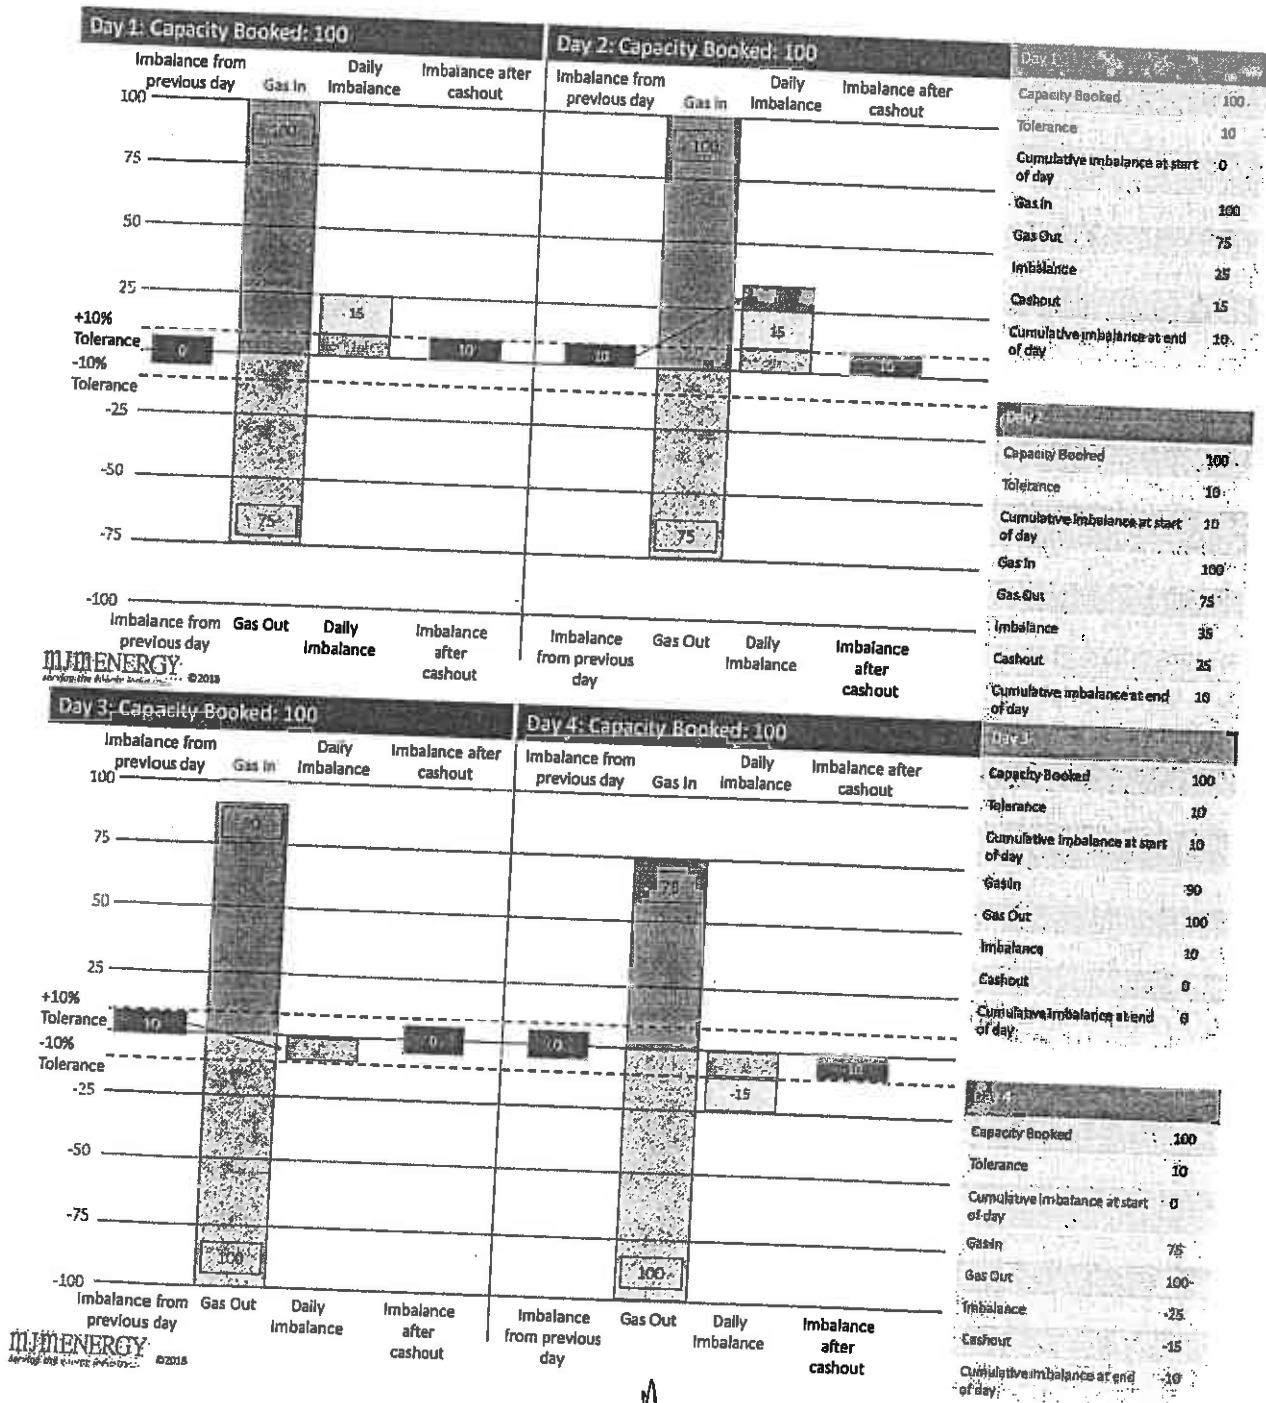 Day 1: Capacity Booked: 100
Day 2: Capacity Booked: 100
Imbalance from previous day
Gas In
Daily Imbalance
Imbalance after cashout
Imbalance from previous day
Gas In
Daily Imbalance
Imbalance after cashout
100
75
50
25
+10% Tolerance
-10% Tolerance
-25
-50
-75
-100
0
100
75
15
10
10
100
75
15
10
Imbalance from previous day
Gas Out
Daily Imbalance
Imbalance after cashout
Imbalance from previous day
Gas Out
Daily Imbalance
Imbalance after cashout
MJMENERGY
©2018
Day 1
Capacity Booked 100
Tolerance 10
Cumulative imbalance at start of day 0
Gas In 100
Gas Out 75
Imbalance 25
Cashout 15
Cumulative imbalance at end of day 10
Day 2
Capacity Booked 100
Tolerance 10
Cumulative imbalance at start of day 10
Gas In 100
Gas Out 75
Imbalance 35
Cashout 25
Cumulative imbalance at end of day 10
Day 3: Capacity Booked: 100
Day 4: Capacity Booked: 100
Imbalance from previous day
Gas In
Daily Imbalance
Imbalance after cashout
Imbalance from previous day
Gas In
Daily imbalance
Imbalance after cashout
100
75
50
25
+10% Tolerance
-10% Tolerance
-25
-50
-75
-100
10
100
0
0
75
100
-15
-10
Imbalance from previous day
Gas Out
Daily Imbalance
Imbalance after cashout
Imbalance from previous day
Gas Out
Daily Imbalance
Imbalance after cashout
MJMENERGY
©2018
Day 3
Capacity Booked 100
Tolerance 10
Cumulative imbalance at start of day 10
Gas In 90
Gas Out 100
Imbalance 10
Cashout 0
Cumulative imbalance at end of day 0
Day 4
Capacity Booked 100
Tolerance 10
Cumulative imbalance at start of day 0
Gas In 75
Gas Out 100
Imbalance -25
Cashout -15
Cumulative imbalance at end of day -10